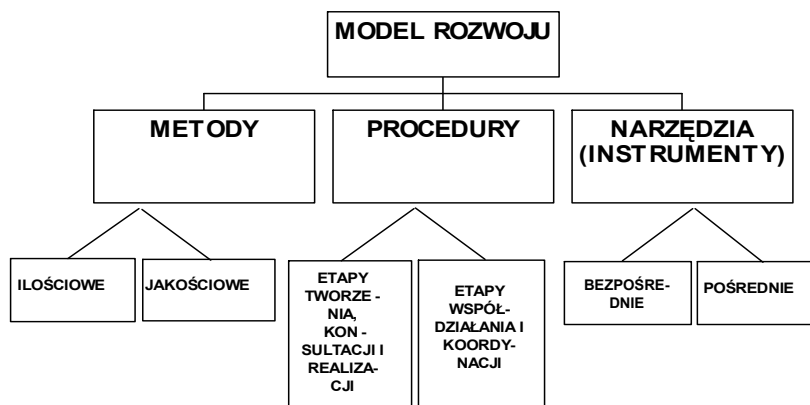 MODEL ROZWOJU
METODY
PROCEDURY
NARZĘDZIA
(INSTRUMENTY)
ILOŚCIOWE
JAKOŚCIOWE
ETAPY
TWORZE -
NIA,
KON -
SULTACJI I
REALIZA-
CJI
ETAPY
WSPÓŁ-
DZIAŁANIA I
KOORDY-
NACJI
BEZPOŚRE-
DNIE
POŚREDNIE